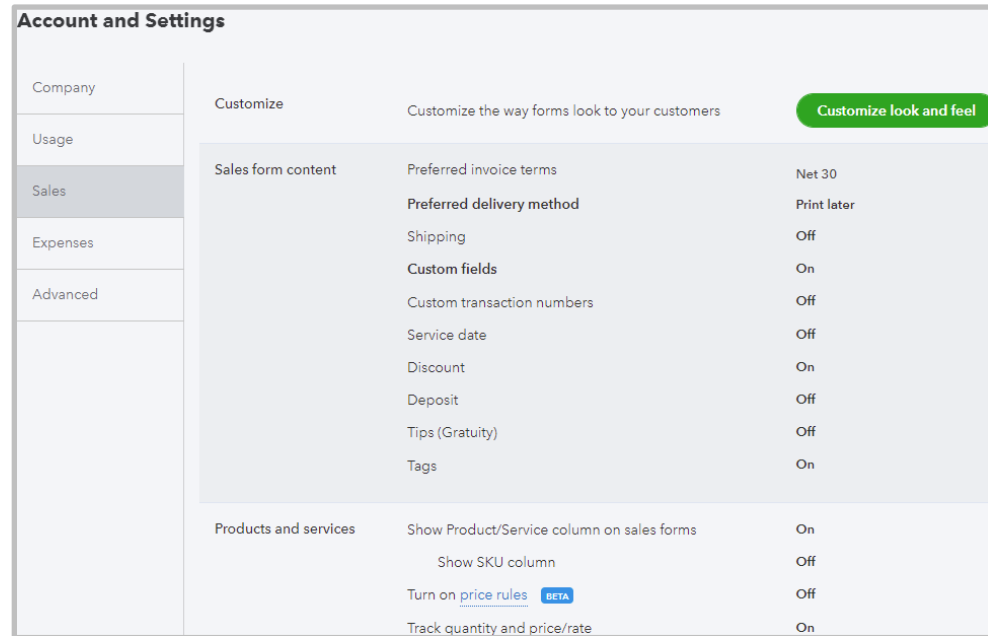 Account and Settings
Company
Usage
Sales
Expenses
Advanced
Customize Customize the way forms look to your customers Customize look and feel
Sales form content Preferred invoice terms Net 30
Preferred delivery method Print later
Shipping Off
Custom fields On
Custom transaction numbers Off
Service date Off
Discount On
Deposit Off
Tips (Gratuity) Off
Tags On
Products and services Show Product/Service column on sales forms On
Show SKU column Off
Turn on price rules BETA Off
Track quantity and price/rate On